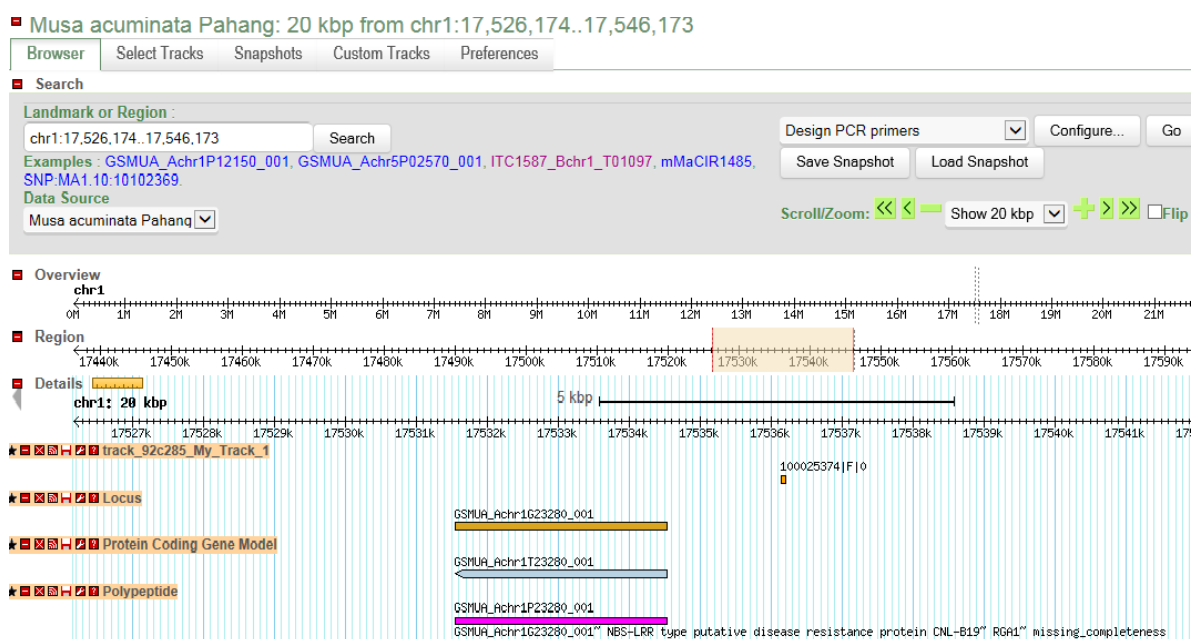 Musa acuminata Pahang: 20 kbp from chr1:17,526,174..17,546,173
Browser Select Tracks Snapshots Custom Tracks Preferences
Search
Landmark or Region :
chr1:17,526,174..17,546,173 Search
Examples : GSMUA_Achr1P12150_001, GSMUA_Achr5P02570_001, ITC1587_Bchr1_T01097, mMaCIR1485,
SNP:MA1.10:10102369.
Data Source
Musa acuminata Pahang
Design PCR primers Configure... Go
Save Snapshot Load Snapshot
Scroll/Zoom: << < Show 20 kbp > >> Flip
Overview
chr1
0M 1M 2M 3M 4M 5M 6M 7M 8M 9M 10M 11M 12M 13M 14M 15M 16M 17M 18M 19M 20M 21M
Region
17440k 17450k 17460k 17470k 17480k 17490k 17500k 17510k 17520k 17530k 17540k 17550k 17560k 17570k 17580k 17590k
Details
chr1: 20 kbp 5 kbp
17527k 17528k 17529k 17530k 17531k 17532k 17533k 17534k 17535k 17536k 17537k 17538k 17539k 17540k 17541k
track_92c285_My_Track_1
100025374|F|0
Locus
GSMUA_Achr1G23280_001
Protein Coding Gene Model
GSMUA_Achr1T23280_001
Polypeptide
GSMUA_Achr1P23280_001
GSMUA_Achr1G23280_001~ NBS-LRR type putative disease resistance protein CNL-B19~ RGA1~ missing_completeness